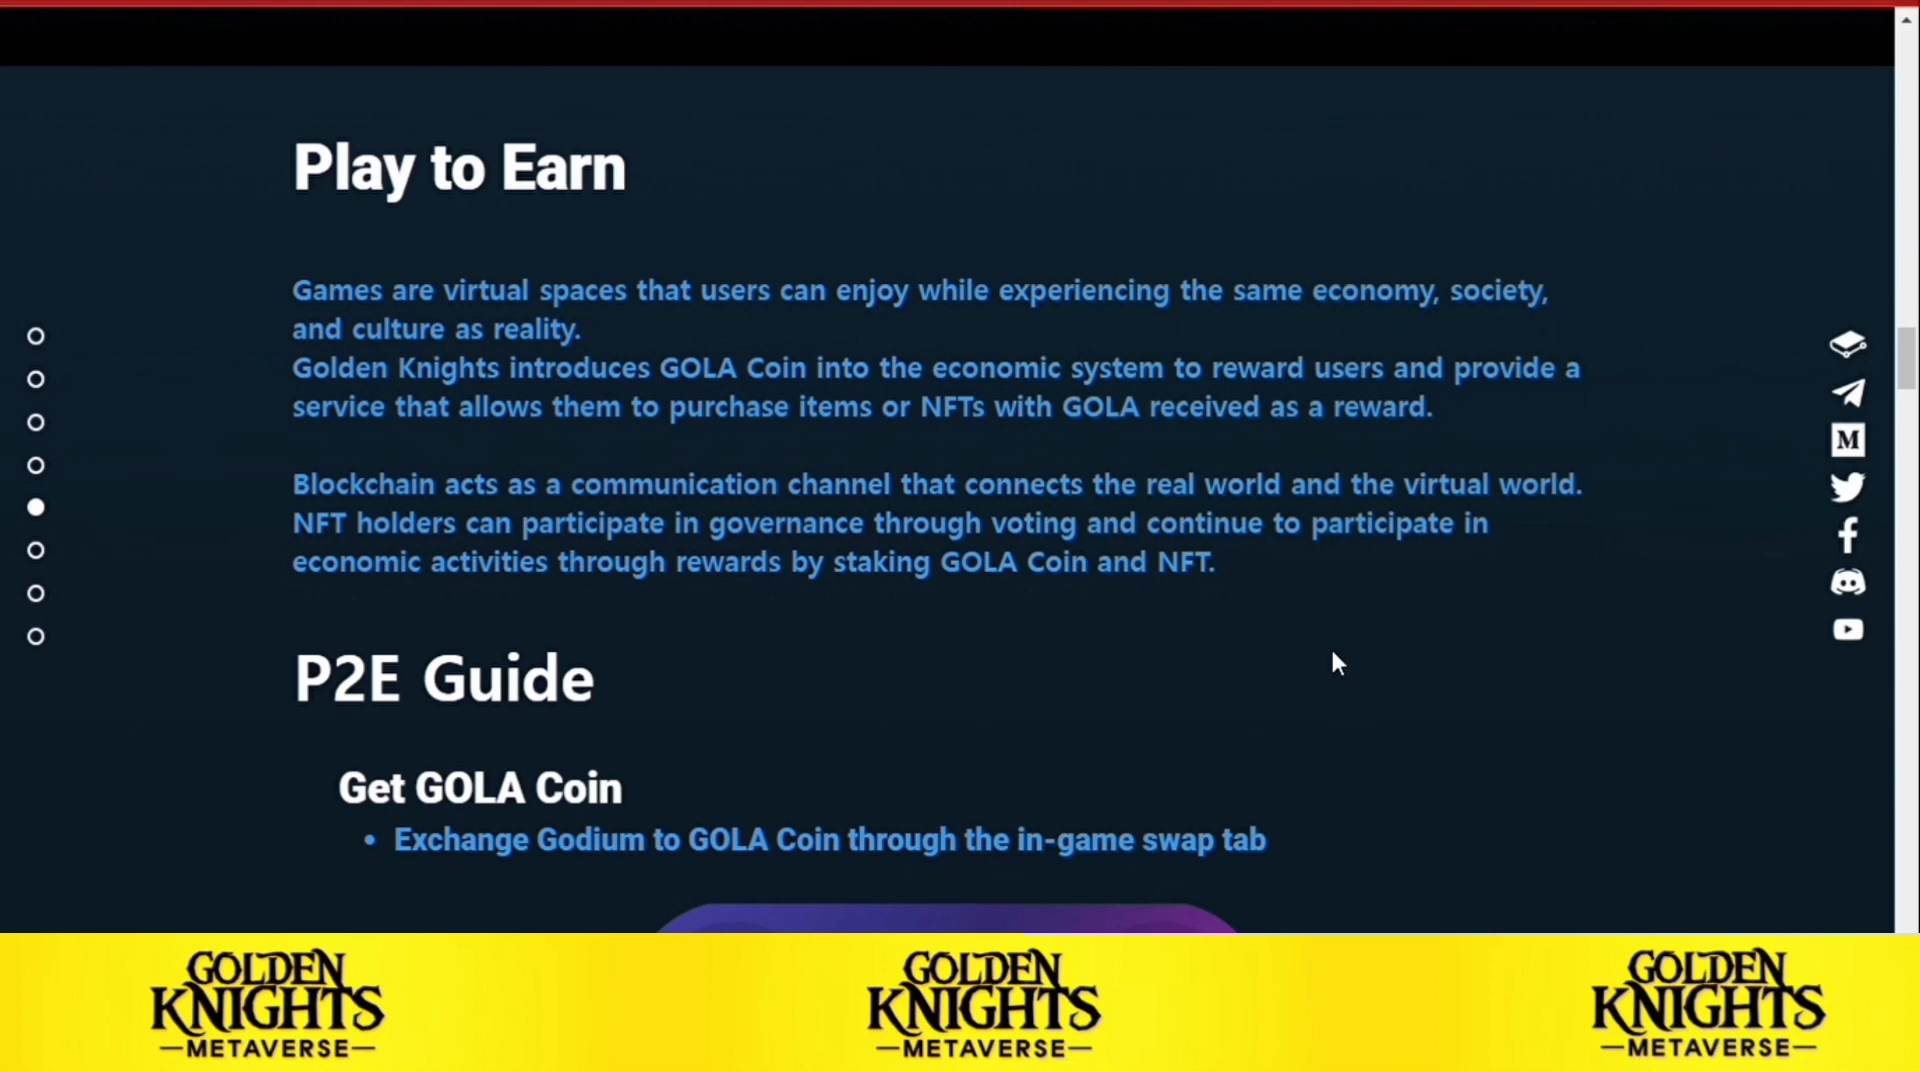 Play to Earn
Games are virtual spaces that users can enjoy while experiencing the same economy, society,
and culture as reality.
Golden Knights introduces GOLA Coin into the economic system to reward users and provide a
service that allows them to purchase items or NFTs with GOLA received as a reward.
Blockchain acts as a communication channel that connects the real world and the virtual world.
NFT holders can participate in governance through voting and continue to participate in
economic activities through rewards by staking GOLA Coin and NFT.
P2E Guide
Get GOLA Coin
• Exchange Godium to GOLA Coin through the in-game swap tab
M
GOLDEN
KNIGHTS
—METAVERSE—
GOLDEN
KNIGHTS
—METAVERSE—
GOLDEN
KNIGHTS
—METAVERSE—